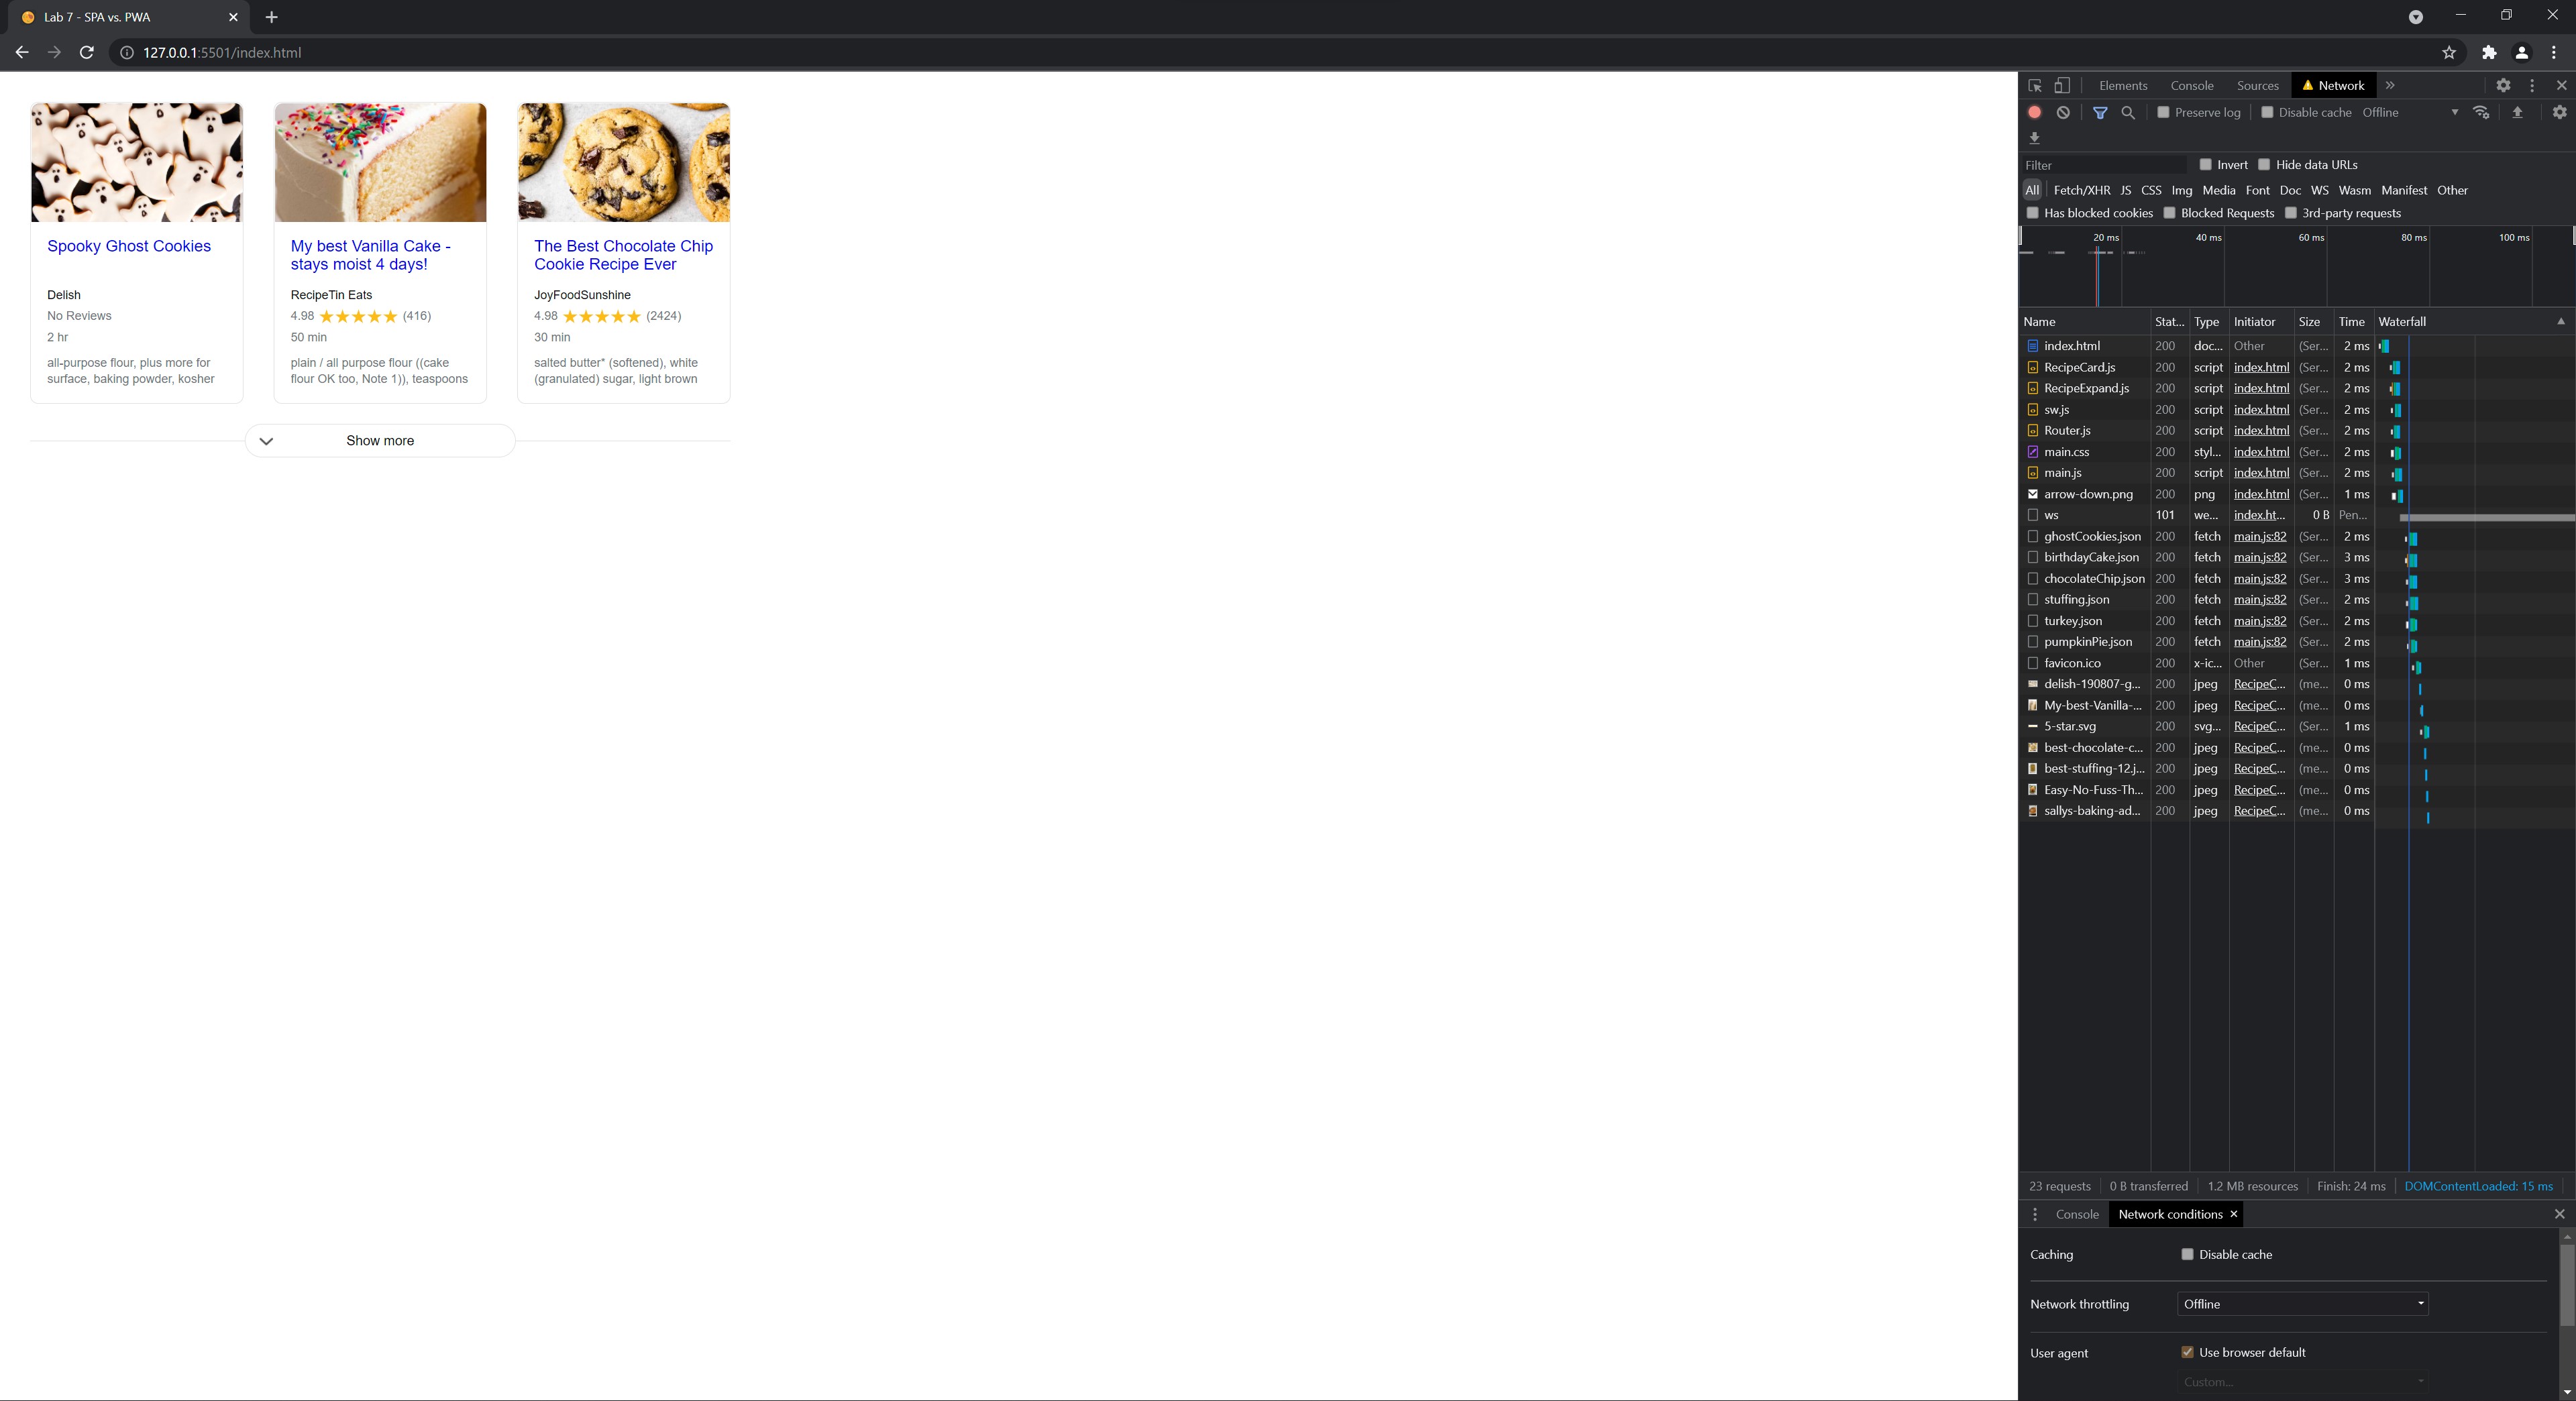 Lab 7 - SPA vs. PWA
127.0.0.1:5501/index.html
Spooky Ghost Cookies
Delish
No Reviews
2 hr
all-purpose flour, plus more for
surface, baking powder, kosher
My best Vanilla Cake -
stays moist 4 days!
RecipeTin Eats
4.98 (416)
50 min
plain / all purpose flour ((cake
flour OK too, Note 1)), teaspoons
The Best Chocolate Chip
Cookie Recipe Ever
JoyFoodSunshine
4.98 (2424)
30 min
salted butter* (softened), white
(granulated) sugar, light brown
Show more
Elements Console Sources Network
Preserve log Disable cache Offline
Filter Invert Hide data URLs
All Fetch/XHR JS CSS Img Media Font Doc WS Wasm Manifest Other
Has blocked cookies Blocked Requests 3rd-party requests
20 ms 40 ms 60 ms 80 ms 100 ms
Name Stat... Type Initiator Size Time Waterfall
index.html 200 doc... Other (Ser... 2 ms
RecipeCard.js 200 script index.html (Ser... 2 ms
RecipeExpand.js 200 script index.html (Ser... 2 ms
sw.js 200 script index.html (Ser... 2 ms
Router.js 200 script index.html (Ser... 2 ms
main.css 200 styl... index.html (Ser... 2 ms
main.js 200 script index.html (Ser... 2 ms
arrow-down.png 200 png index.html (Ser... 1 ms
ws 101 we... index.ht... 0 B Pen...
ghostCookies.json 200 fetch main.js:82 (Ser... 2 ms
birthdayCake.json 200 fetch main.js:82 (Ser... 3 ms
chocolateChip.json 200 fetch main.js:82 (Ser... 3 ms
stuffing.json 200 fetch main.js:82 (Ser... 2 ms
turkey.json 200 fetch main.js:82 (Ser... 2 ms
pumpkinPie.json 200 fetch main.js:82 (Ser... 2 ms
favicon.ico 200 x-ic... Other (Ser... 1 ms
delish-190807-g... 200 jpeg RecipeC... (me... 0 ms
My-best-Vanilla-... 200 jpeg RecipeC... (me... 0 ms
5-star.svg 200 svg... RecipeC... (Ser... 1 ms
best-chocolate-c... 200 jpeg RecipeC... (me... 0 ms
best-stuffing-12.j... 200 jpeg RecipeC... (me... 0 ms
Easy-No-Fuss-Th... 200 jpeg RecipeC... (me... 0 ms
sallys-baking-ad... 200 jpeg RecipeC... (me... 0 ms
23 requests 0 B transferred 1.2 MB resources Finish: 24 ms DOMContentLoaded: 15 ms
Console Network conditions
Caching Disable cache
Network throttling Offline
User agent Use browser default
Custom...